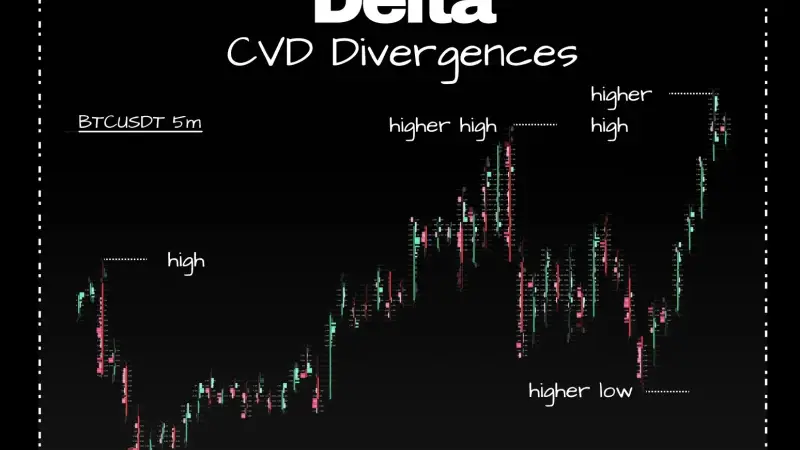 Delta
CVD Divergences
BTCUSDT 5m
higher
higher high
high
high
higher low